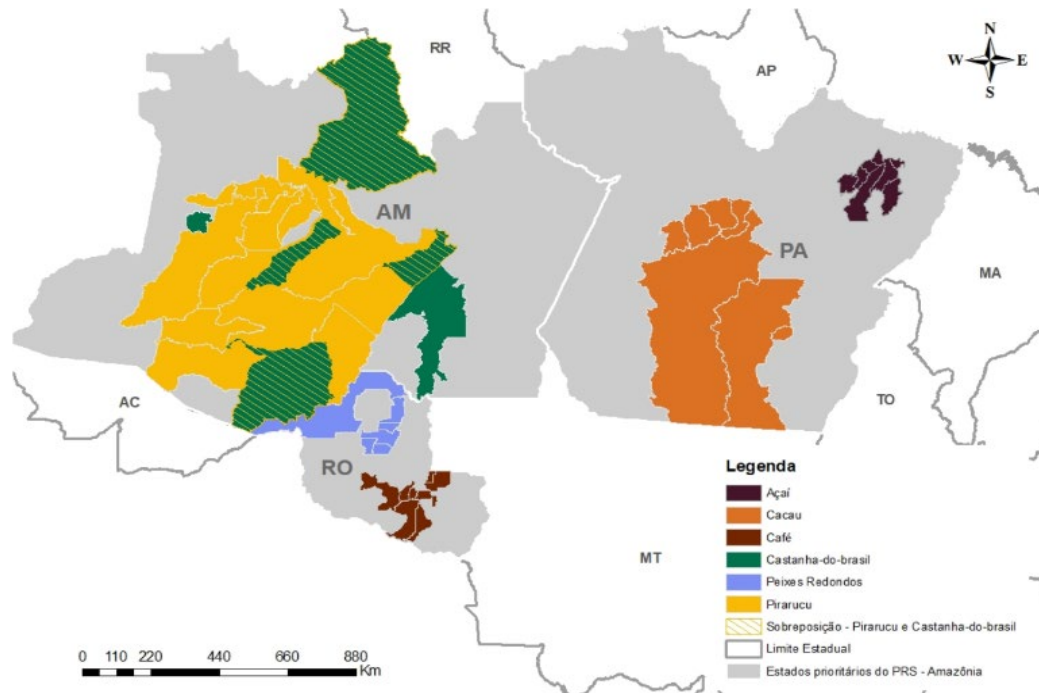 RR
AP
N
W E
S
AM
PA
MA
AC
TO
RO
MT
Legenda
Açaí
Cacau
Café
Castanha-do-brasil
Peixes Redondos
Pirarucu
Sobreposição - Pirarucu e Castanha-do-brasil
Limite Estadual
Estados prioritários do PRS - Amazônia
0 110 220 440 660 880
Km